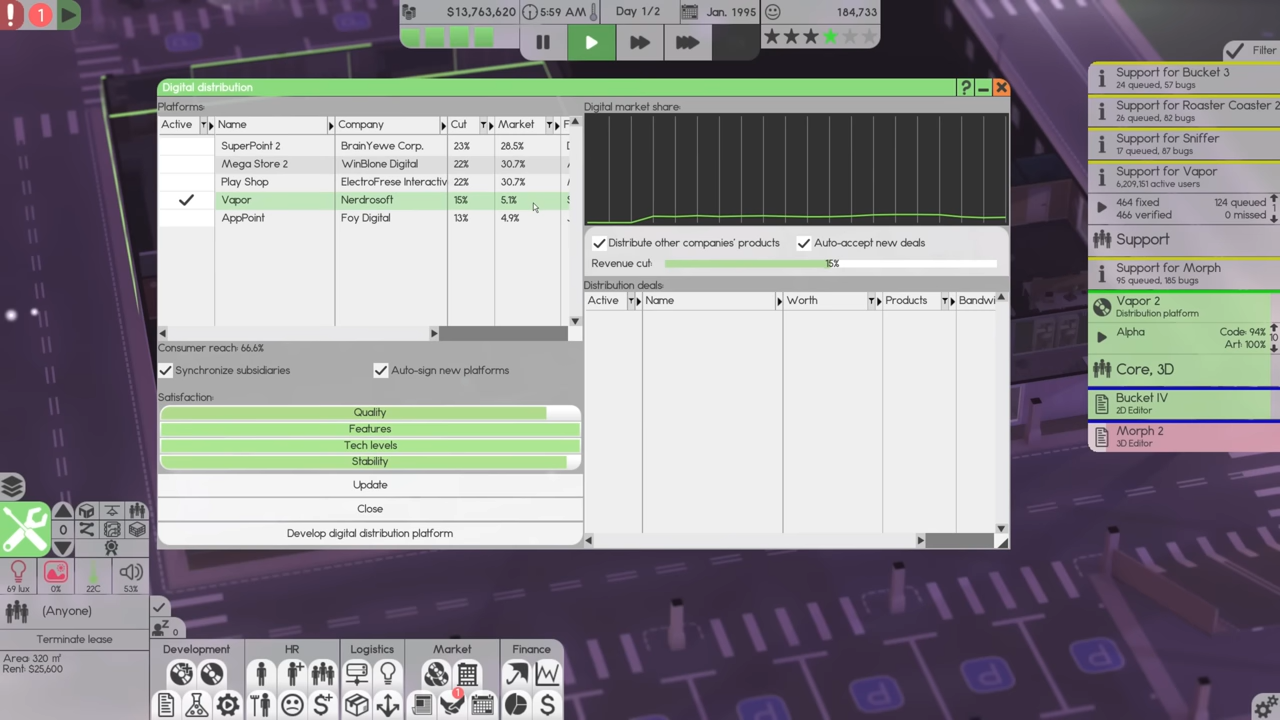 1
$13,763,620
5:59 AM
Day 1/2
Jan. 1995
184,733
Filter
Digital distribution
?
Platforms:
Active
Name
Company
Cut
Market
SuperPoint 2
BrainYewe Corp.
23%
28.5%
Mega Store 2
WinBlone Digital
22%
30.7%
Play Shop
ElectroFrese Interactiv
22%
30.7%
Vapor
Nerdrosoft
15%
5.1%
AppPoint
Foy Digital
13%
4.9%
Consumer reach: 66.6%
Synchronize subsidiaries
Auto-sign new platforms
Satisfaction:
Quality
Features
Tech levels
Stability
Update
Close
Develop digital distribution platform
Digital market share:
Distribute other companies' products
Auto-accept new deals
Revenue cut:
15%
Distribution deals:
Active
Name
Worth
Products
Bandwi
Support for Bucket 3
24 queued, 57 bugs
Support for Roaster Coaster 2
26 queued, 82 bugs
Support for Sniffer
17 queued, 87 bugs
Support for Vapor
6,209,151 active users
464 fixed
124 queued
466 verified
0 missed
1
Support
Support for Morph
95 queued, 185 bugs
Vapor 2
Distribution platform
Alpha
Code: 94%
Art: 100%
10
Core, 3D
Bucket IV
2D Editor
Morph 2
3D Editor
0
69 lux
0%
22C
53%
(Anyone)
Terminate lease
Area: 320 m²
Rent: $25,600
Z 0
Development
HR
Logistics
Market
Finance
1